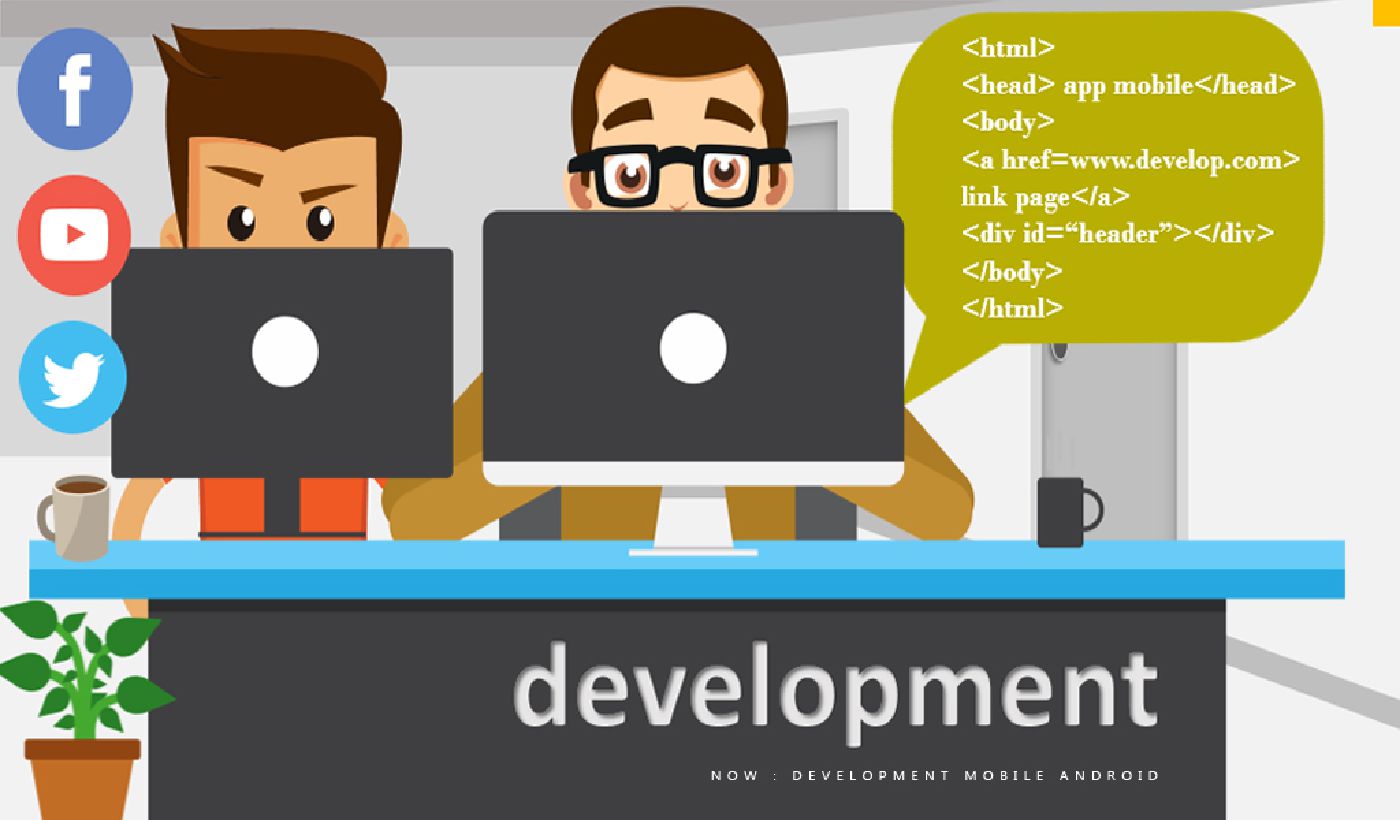 <html>
<head> app mobile</head>
<body>
<a href=www.develop.com>
link page</a>
<div id=“header”></div>
</body>
</html>
development
NOW : DEVELOPMENT MOBILE ANDROID